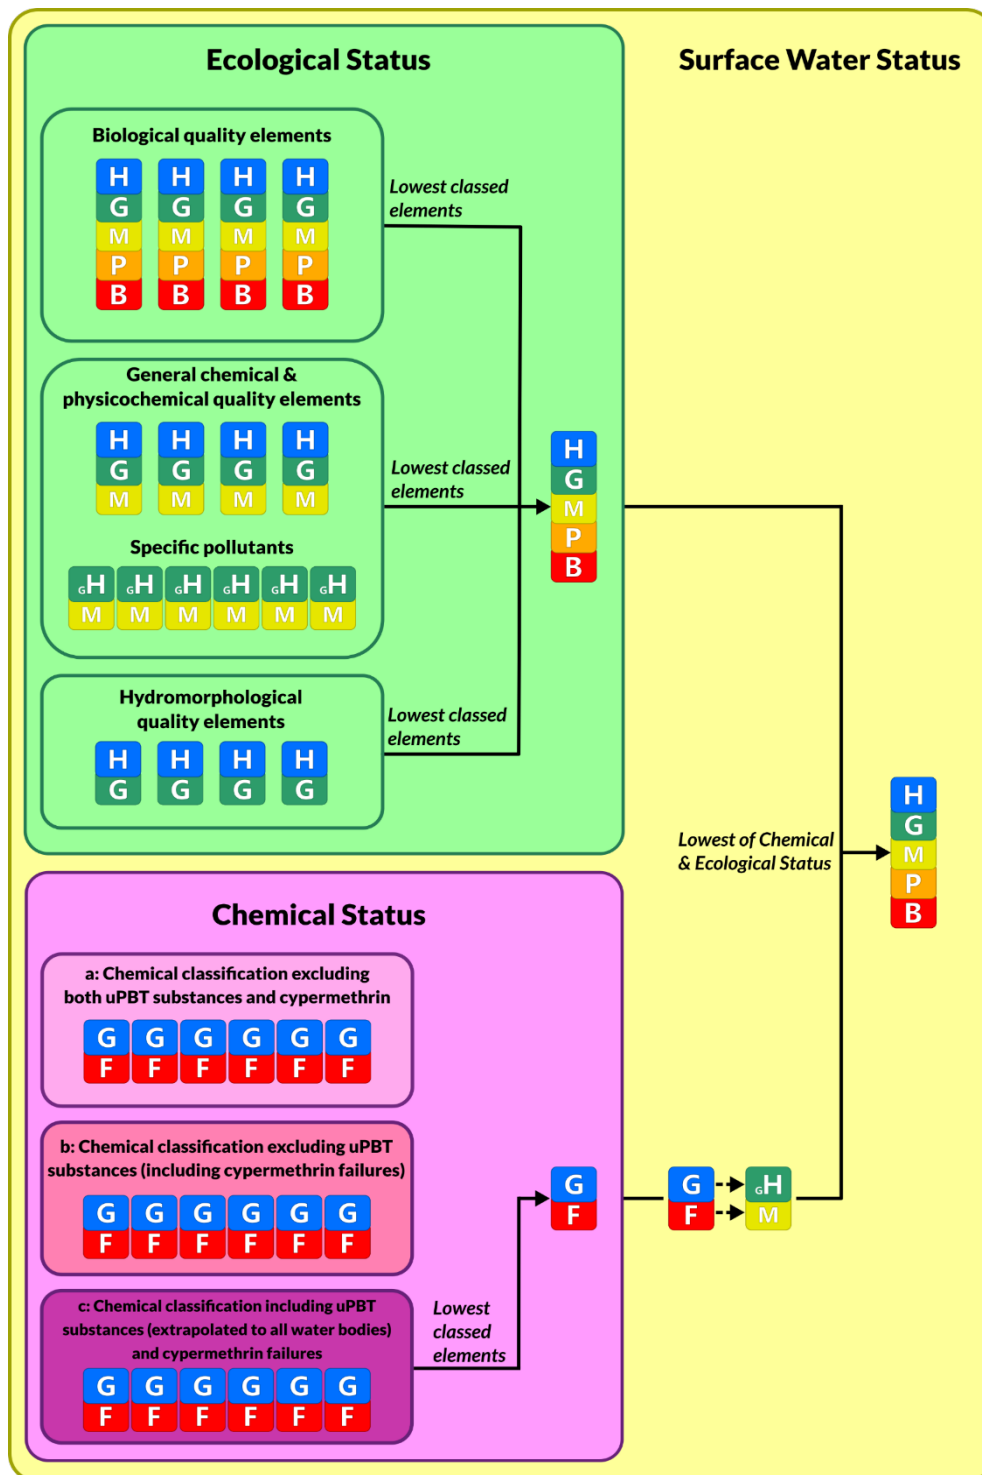 Ecological Status
Surface Water Status
Biological quality elements
H H H H
G G G G
M M M M
P P P P
B B B B
Lowest classed
elements
General chemical &
physicochemical quality elements
H H H H
G G G G
M M M M
Lowest classed
elements
H
G
M
P
B
Specific pollutants
GH GH GH GH GH GH
M M M M M M
Hydromorphological
quality elements
H H H H
G G G G
Lowest classed
elements
Lowest of Chemical
& Ecological Status
H
G
M
P
B
Chemical Status
a: Chemical classification excluding
both uPBT substances and cypermethrin
G G G G G G
F F F F F F
b: Chemical classification excluding uPBT
substances (including cypermethrin failures)
G G G G G G
F F F F F F
c: Chemical classification including uPBT
substances (extrapolated to all water bodies)
and cypermethrin failures
G G G G G G
F F F F F F
Lowest
classed
elements
G
F
G GH
F M